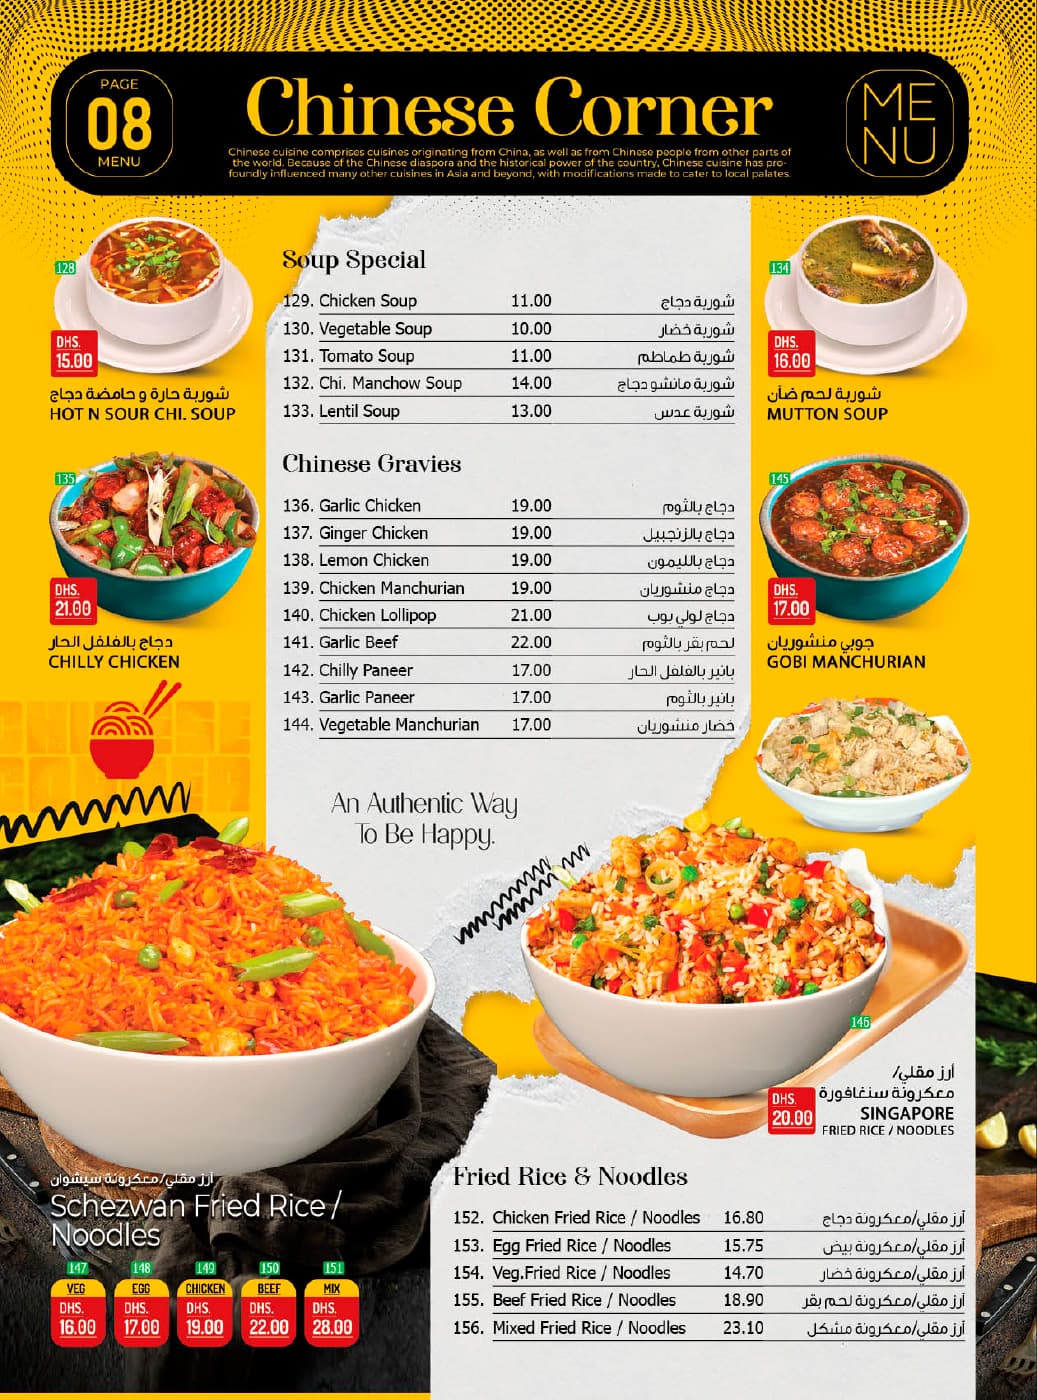 PAGE
08
MENU
Chinese Corner
Chinese cuisine comprises cuisines originating from China, as well as from Chinese people from other parts of
the world. Because of the Chinese diaspora and the historical power of the country, Chinese cuisine has pro-
foundly influenced many other cuisines in Asia and beyond, with modifications made to cater to local palates.
ME
NU
128
DHS.
15.00
شوربة حارة و حامضة دجاج
HOT N SOUR CHI. SOUP
Soup Special
129. Chicken Soup 11.00 شوربة دجاج
130. Vegetable Soup 10.00 شوربة خضار
131. Tomato Soup 11.00 شوربة طماطم
132. Chi. Manchow Soup 14.00 شوربة مانشو دجاج
133. Lentil Soup 13.00 شوربة عدس
134
DHS.
16.00
شوربة لحم ضأن
MUTTON SOUP
135
DHS.
21.00
دجاج بالفلفل الحار
CHILLY CHICKEN
Chinese Gravies
136. Garlic Chicken 19.00 دجاج بالثوم
137. Ginger Chicken 19.00 دجاج بالزنجبيل
138. Lemon Chicken 19.00 دجاج بالليمون
139. Chicken Manchurian 19.00 دجاج منشوريان
140. Chicken Lollipop 21.00 دجاج لولي بوب
141. Garlic Beef 22.00 لحم بقر بالثوم
142. Chilly Paneer 17.00 بانير بالفلفل الحار
143. Garlic Paneer 17.00 بانير بالثوم
144. Vegetable Manchurian 17.00 خضار منشوريان
145
DHS.
17.00
جوبي منشوريان
GOBI MANCHURIAN
An Authentic Way
To Be Happy.
146
DHS.
20.00
أرز مقلي/
معكرونة سنغافورة
SINGAPORE
FRIED RICE / NOODLES
أرز مقلي/معكرونة سيشوان
Schezwan Fried Rice /
Noodles
147 148 149 150 151
VEG EGG CHICKEN BEEF MIX
DHS. DHS. DHS. DHS. DHS.
16.00 17.00 19.00 22.00 28.00
Fried Rice & Noodles
152. Chicken Fried Rice / Noodles 16.80 أرز مقلي/معكرونة دجاج
153. Egg Fried Rice / Noodles 15.75 أرز مقلي/معكرونة بيض
154. Veg.Fried Rice / Noodles 14.70 أرز مقلي/معكرونة خضار
155. Beef Fried Rice / Noodles 18.90 أرز مقلي/معكرونة لحم بقر
156. Mixed Fried Rice / Noodles 23.10 أرز مقلي/معكرونة مشكل